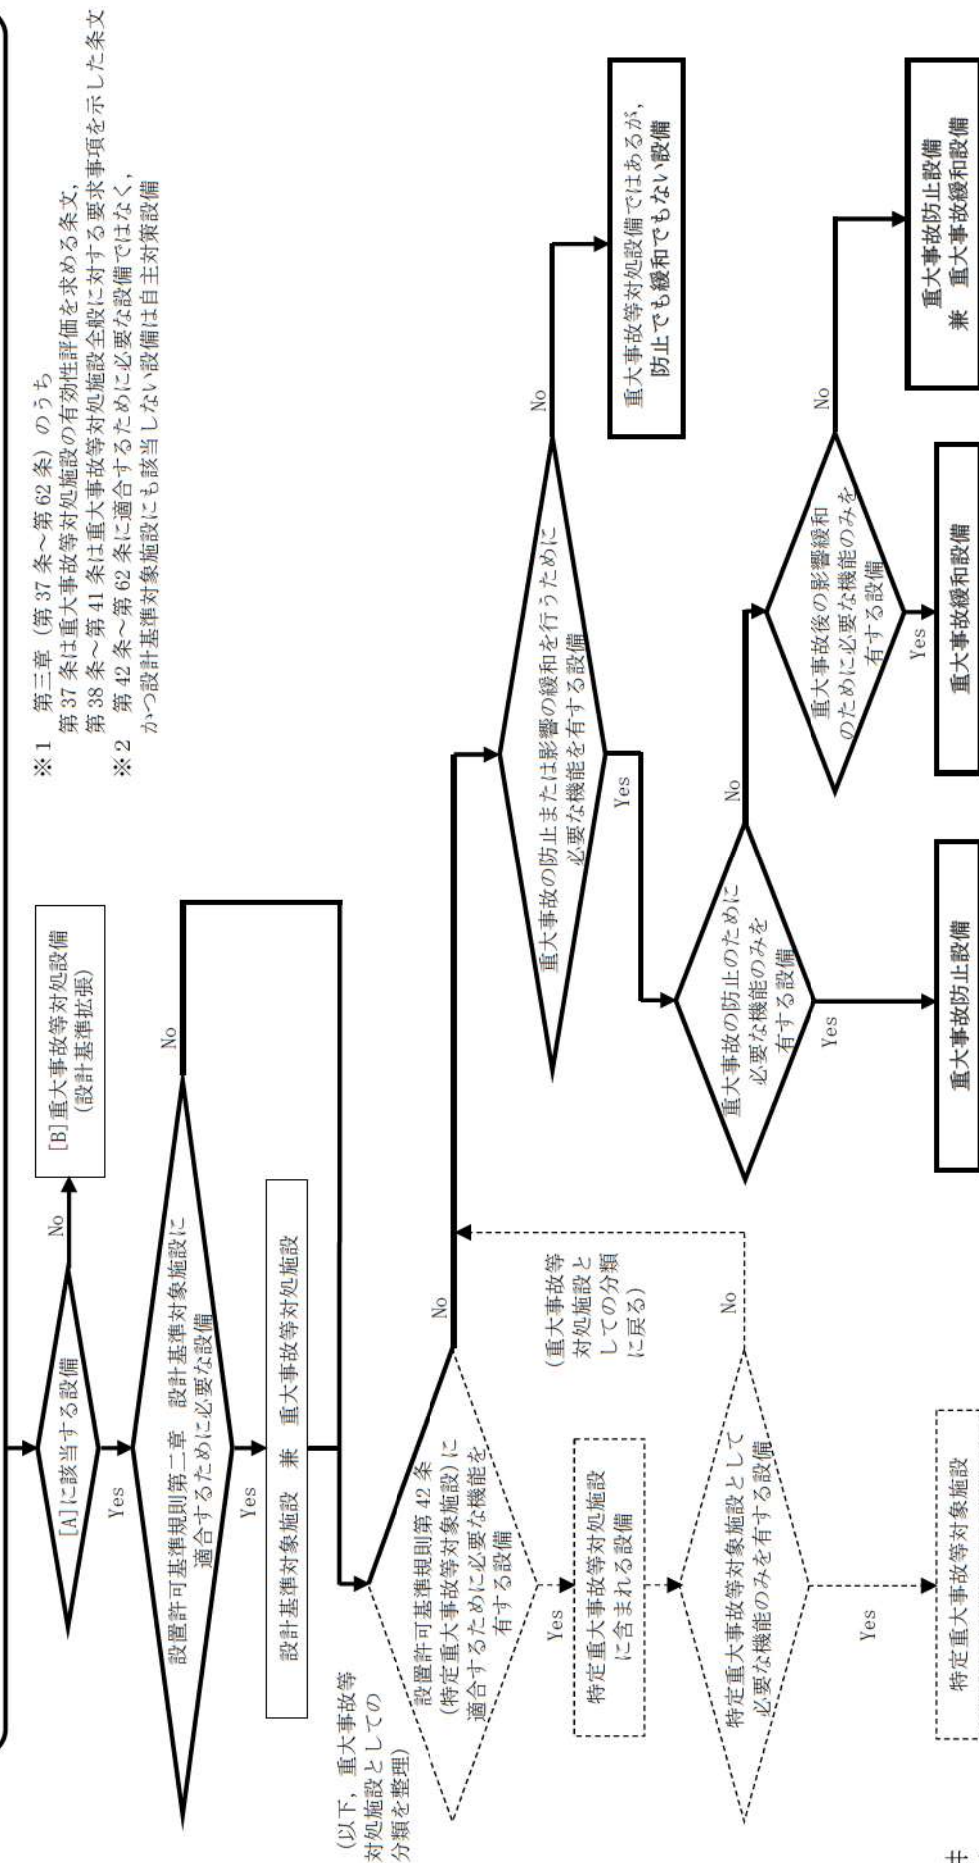 ※1　第三章（第37条～第62条）のうち
第37条は重大事故等対処施設の有効性評価を求める条文，
第38条～第41条は重大事故等対処施設全般に対する要求事項を示した条文
※2　第42条～第62条に適合するために必要な設備ではなく，
かつ設計基準対象施設にも該当しない設備は自主対策設備
[A]に該当する設備
No
[B]重大事故等対処設備
(設計基準拡張)
Yes
設置許可基準規則第二章　設計基準対象施設に
適合するために必要な設備
No
Yes
設計基準対象施設　兼　重大事故等対処施設
(以下，重大事故等
対処施設としての
分類を整理)
設置許可基準規則第42条
(特定重大事故等対象施設)に
適合するために必要な機能を
有する設備
No
Yes
特定重大事故等対処施設
に含まれる設備
(重大事故等
対処施設と
しての分類
に戻る)
特定重大事故等対象施設として
必要な機能のみを有する設備
No
Yes
特定重大事故等対象施設
重大事故の防止または影響の緩和を行うために
必要な機能を有する設備
No
重大事故等対処設備ではあるが，
防止でも緩和でもない設備
Yes
重大事故の防止のために
必要な機能のみを
有する設備
No
Yes
重大事故防止設備
重大事故後の影響緩和
のために必要な機能のみを
有する設備
No
Yes
重大事故緩和設備
重大事故防止設備
兼　重大事故緩和設備